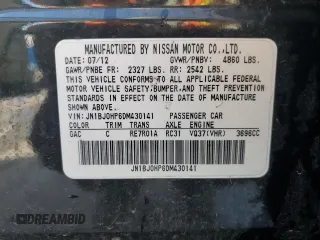 MANUFACTURED BY NISSAN MOTOR CO.,LTD.
DATE: 07/12 GVWR/PNBV: 4860 LBS.
GAWR/PNBE FR: 2327 LBS. RR: 2542 LBS.
THIS VEHICLE CONFORMS TO ALL APPLICABLE FEDERAL
MOTOR VEHICLE SAFETY/BUMPER, AND THEFT PREVENTION
STANDARDS IN EFFECT ON THE DATE OF MANUFACTURE
SHOWN ABOVE.
VIN: JN1BJ0HP6DM430141 PASSENGER CAR
COLOR TRIM TRANS AXLE ENGINE
GAC C RE7R01A RC31 VQ37(VHR) 3696CC
JN1BJ0HP6DM430141
© IMPROD AMBID